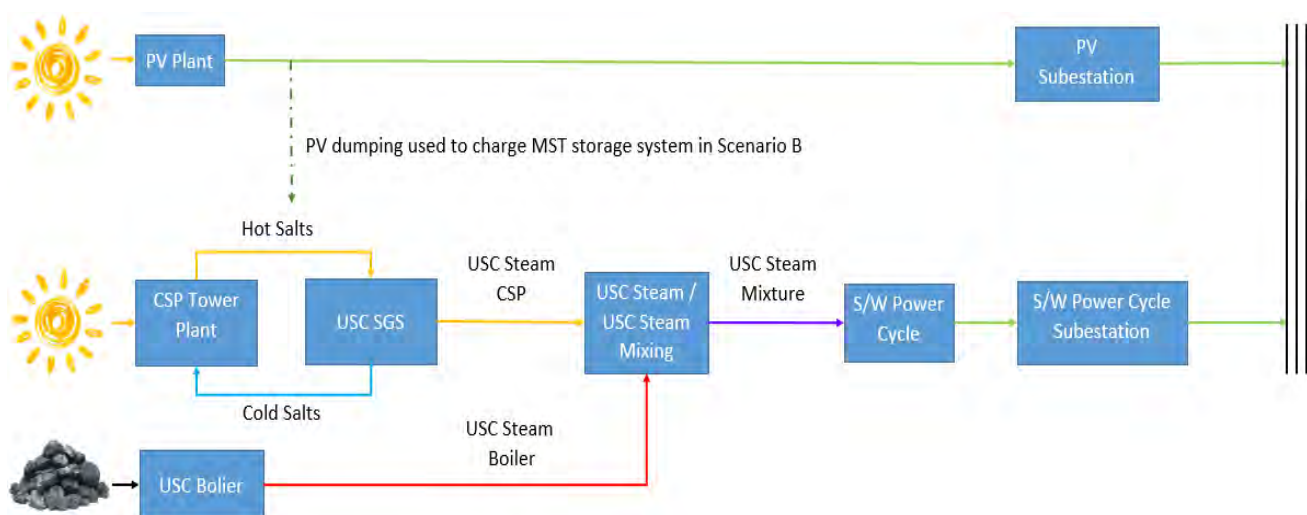 PV Plant
PV
Subestation
PV dumping used to charge MST storage system in Scenario B
Hot Salts
CSP Tower
Plant
USC SGS
Cold Salts
USC Steam
CSP
USC Steam /
USC Steam
Mixing
USC Steam
Mixture
S/W Power
Cycle
S/W Power Cycle
Subestation
USC Steam
Boiler
USC Bolier